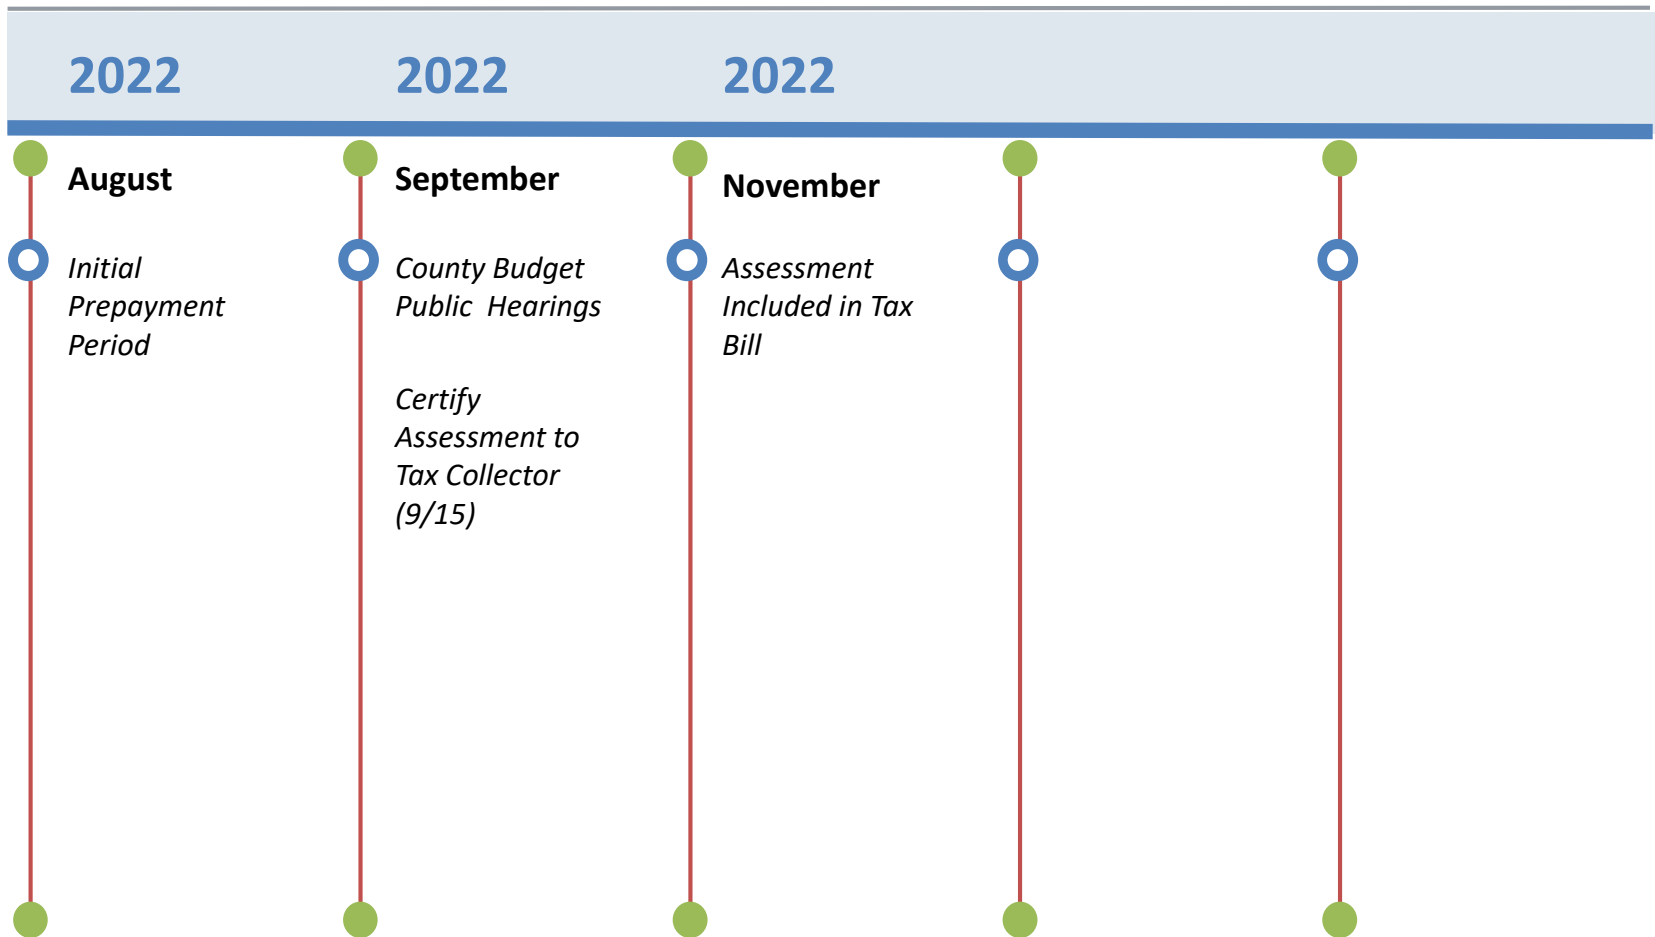 2022
2022
2022
August
Initial
Prepayment
Period
September
County Budget
Public  Hearings
Certify
Assessment to
Tax Collector
(9/15)
November
Assessment
Included in Tax
Bill